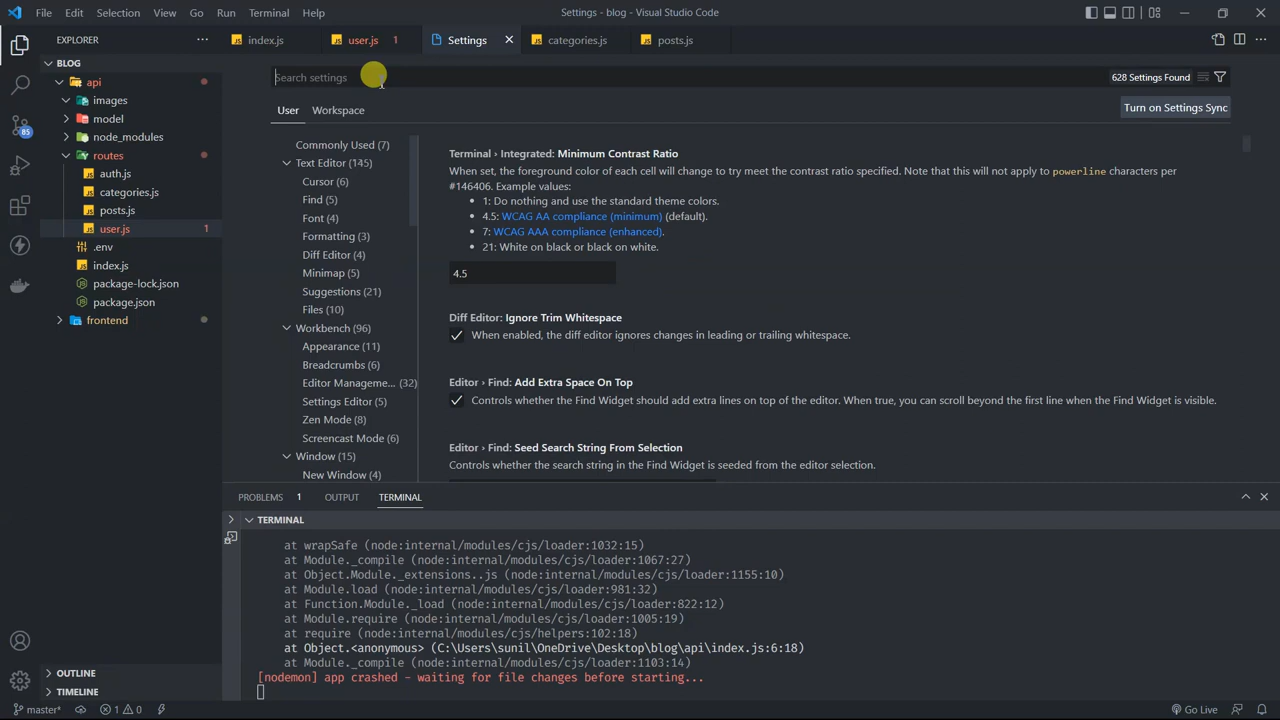 File Edit Selection View Go Run Terminal Help
Settings - blog - Visual Studio Code
EXPLORER
index.js
user.js 1
Settings
categories.js
posts.js
BLOG
api
images
model
node_modules
routes
auth.js
categories.js
posts.js
user.js 1
.env
index.js
package-lock.json
package.json
frontend
OUTLINE
TIMELINE
85
Search settings
628 Settings Found
User Workspace
Turn on Settings Sync
Commonly Used (7)
Text Editor (145)
Cursor (6)
Find (5)
Font (4)
Formatting (3)
Diff Editor (4)
Minimap (5)
Suggestions (21)
Files (10)
Workbench (96)
Appearance (11)
Breadcrumbs (6)
Editor Manageme... (32)
Settings Editor (5)
Zen Mode (8)
Screencast Mode (6)
Window (15)
New Window (4)
Terminal › Integrated: Minimum Contrast Ratio
When set, the foreground color of each cell will change to try meet the contrast ratio specified. Note that this will not apply to powerline characters per
#146406. Example values:
• 1: Do nothing and use the standard theme colors.
• 4.5: WCAG AA compliance (minimum) (default).
• 7: WCAG AAA compliance (enhanced).
• 21: White on black or black on white.
4.5
Diff Editor: Ignore Trim Whitespace
When enabled, the diff editor ignores changes in leading or trailing whitespace.
Editor › Find: Add Extra Space On Top
Controls whether the Find Widget should add extra lines on top of the editor. When true, you can scroll beyond the first line when the Find Widget is visible.
Editor › Find: Seed Search String From Selection
Controls whether the search string in the Find Widget is seeded from the editor selection.
PROBLEMS 1 OUTPUT TERMINAL
TERMINAL
at wrapSafe (node:internal/modules/cjs/loader:1032:15)
at Module._compile (node:internal/modules/cjs/loader:1067:27)
at Object.Module._extensions..js (node:internal/modules/cjs/loader:1155:10)
at Module.load (node:internal/modules/cjs/loader:981:32)
at Function.Module._load (node:internal/modules/cjs/loader:822:12)
at Module.require (node:internal/modules/cjs/loader:1005:19)
at require (node:internal/modules/cjs/helpers:102:18)
at Object.<anonymous> (C:\Users\sunil\OneDrive\Desktop\blog\api\index.js:6:18)
at Module._compile (node:internal/modules/cjs/loader:1103:14)
[nodemon] app crashed - waiting for file changes before starting...
master* 1 0
Go Live